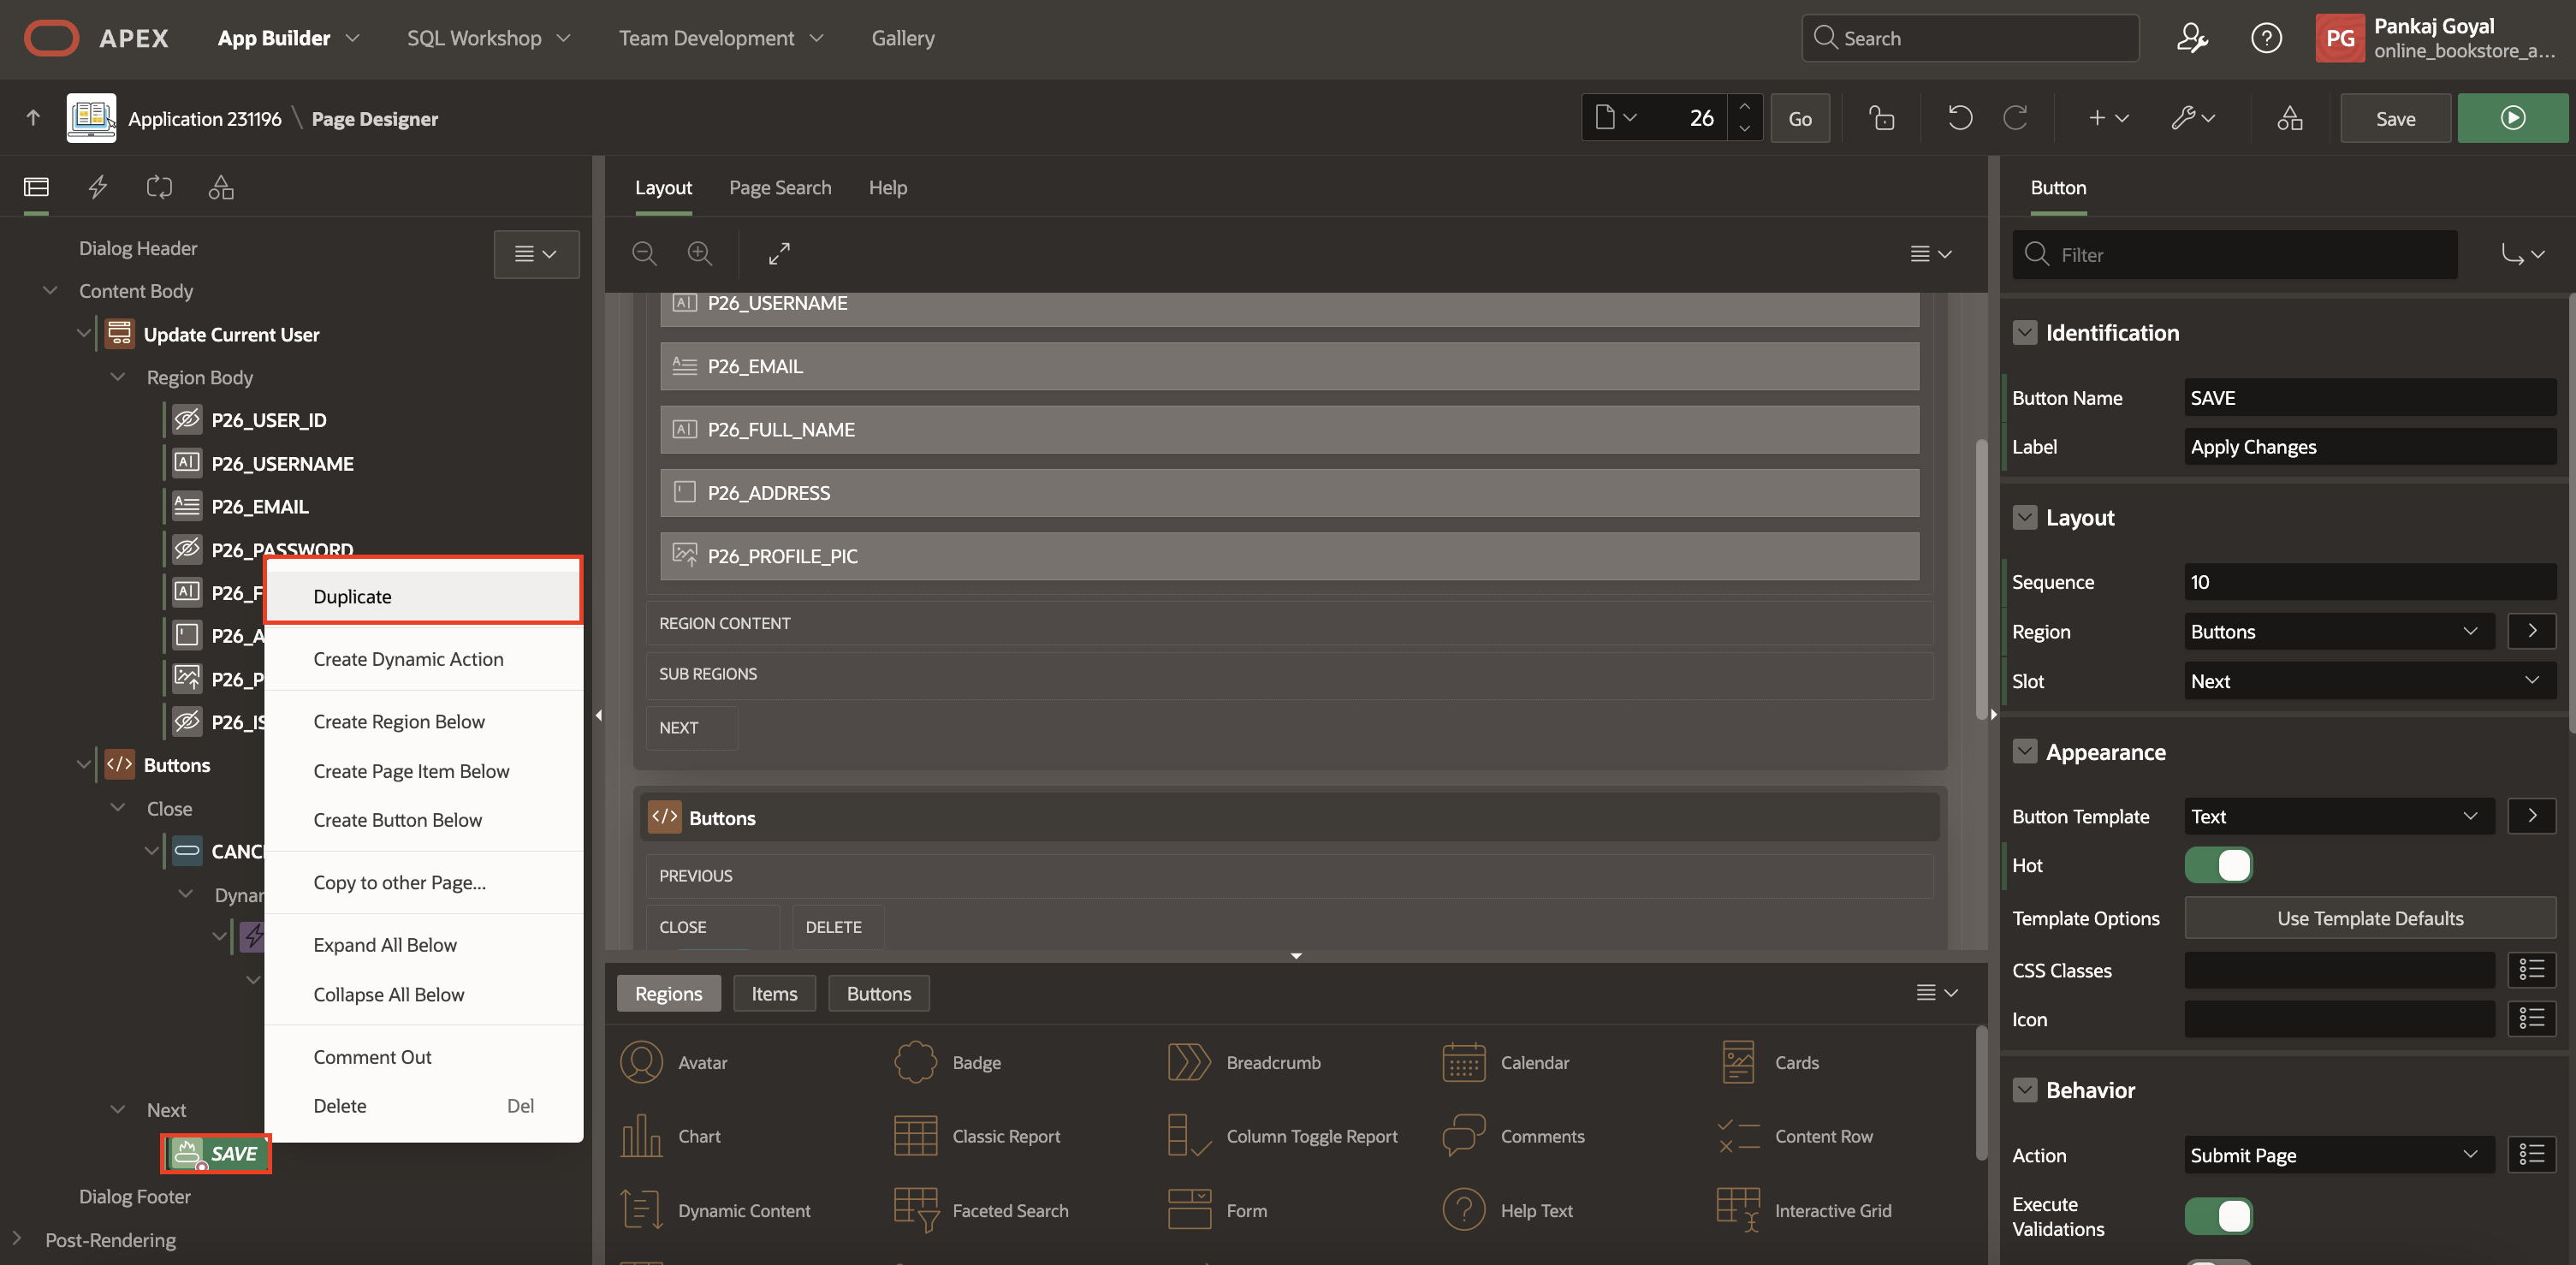 APEX
App Builder
SQL Workshop
Team Development
Gallery
Search
PG
Pankaj Goyal
online_bookstore_a...
Application 231196 \ Page Designer
26
Go
Save
Dialog Header
Content Body
Update Current User
Region Body
P26_USER_ID
P26_USERNAME
P26_EMAIL
P26_PASSWORD
P26_F
P26_A
P26_P
P26_IS
Buttons
Close
CANC
Dynar
Next
SAVE
Dialog Footer
Post-Rendering
Duplicate
Create Dynamic Action
Create Region Below
Create Page Item Below
Create Button Below
Copy to other Page...
Expand All Below
Collapse All Below
Comment Out
Delete Del
Layout
Page Search
Help
P26_USERNAME
P26_EMAIL
P26_FULL_NAME
P26_ADDRESS
P26_PROFILE_PIC
REGION CONTENT
SUB REGIONS
NEXT
Buttons
PREVIOUS
CLOSE
DELETE
Regions
Items
Buttons
Avatar
Badge
Breadcrumb
Calendar
Cards
Chart
Classic Report
Column Toggle Report
Comments
Content Row
Dynamic Content
Faceted Search
Form
Help Text
Interactive Grid
Button
Filter
Identification
Button Name SAVE
Label Apply Changes
Layout
Sequence 10
Region Buttons
Slot Next
Appearance
Button Template Text
Hot
Template Options Use Template Defaults
CSS Classes
Icon
Behavior
Action Submit Page
Execute
Validations